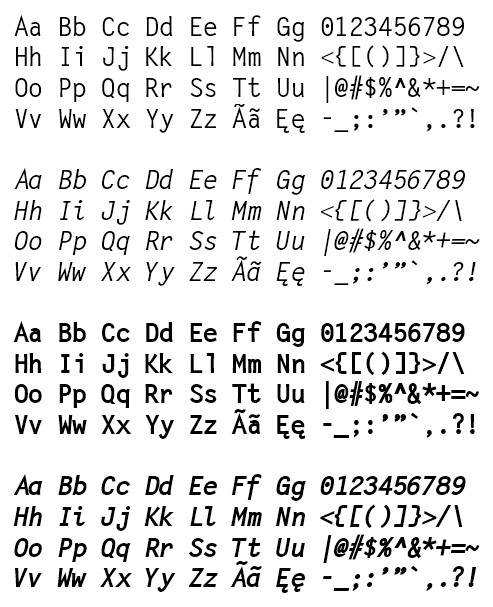 Aa Bb Cc Dd Ee Ff Gg 0123456789
Hh Ii Jj Kk Ll Mm Nn <{[()]}>/\
Oo Pp Qq Rr Ss Tt Uu |@#$%^&*+=~
Vv Ww Xx Yy Zz Ãã Ęę -_;:’”`,.?!
Aa Bb Cc Dd Ee Ff Gg 0123456789
Hh Ii Jj Kk Ll Mm Nn <{[()]}>/\
Oo Pp Qq Rr Ss Tt Uu |@#$%^&*+=~
Vv Ww Xx Yy Zz Ãã Ęę -_;:’”`,.?!
Aa Bb Cc Dd Ee Ff Gg 0123456789
Hh Ii Jj Kk Ll Mm Nn <{[()]}>/\
Oo Pp Qq Rr Ss Tt Uu |@#$%^&*+=~
Vv Ww Xx Yy Zz Ãã Ęę -_;:’”`,.?!
Aa Bb Cc Dd Ee Ff Gg 0123456789
Hh Ii Jj Kk Ll Mm Nn <{[()]}>/\
Oo Pp Qq Rr Ss Tt Uu |@#$%^&*+=~
Vv Ww Xx Yy Zz Ãã Ęę -_;:’”`,.?!